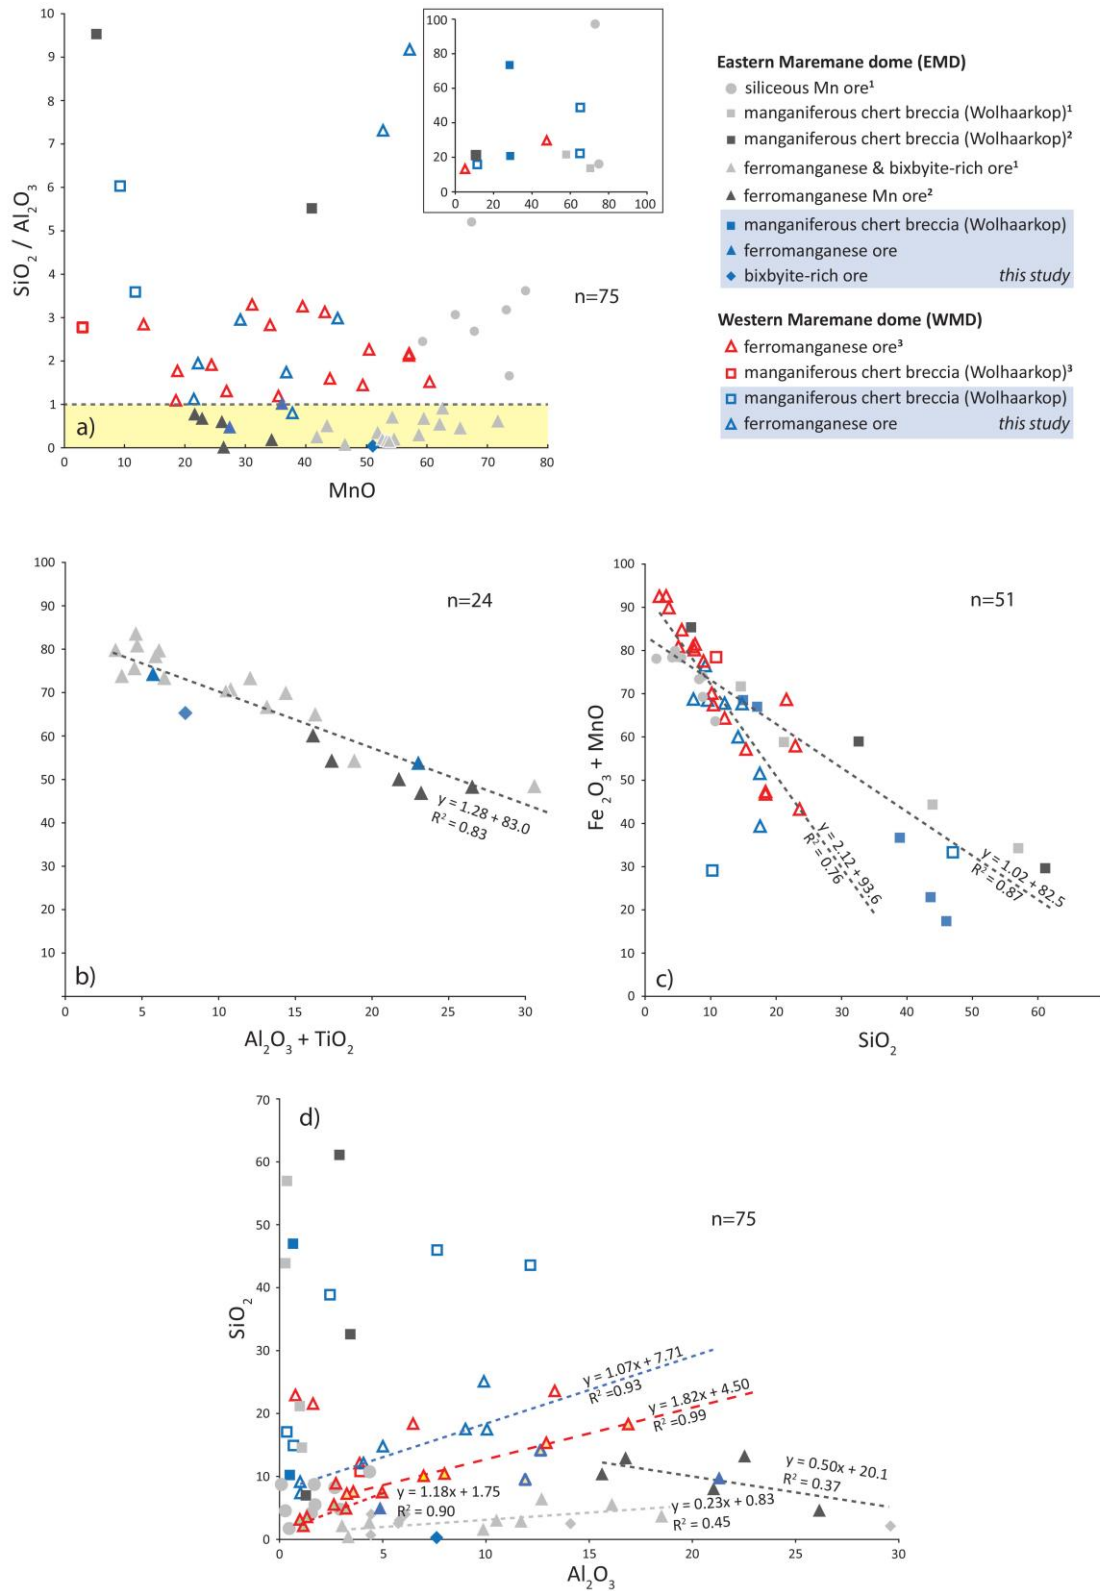 10
9
8
7
6
5
4
3
2
1
0
SiO₂ / Al₂O₃
0 10 20 30 40 50 60 70 80
MnO
a)
n=75
100
80
60
40
20
0
0 20 40 60 80 100
Eastern Maremane dome (EMD)
siliceous Mn ore¹
manganiferous chert breccia (Wolhaarkop)¹
manganiferous chert breccia (Wolhaarkop)²
ferromanganese & bixbyite-rich ore¹
ferromanganese Mn ore²
manganiferous chert breccia (Wolhaarkop)
ferromanganese ore
bixbyite-rich ore this study
Western Maremane dome (WMD)
ferromanganese ore³
manganiferous chert breccia (Wolhaarkop)³
manganiferous chert breccia (Wolhaarkop)
ferromanganese ore this study
100
90
80
70
60
50
40
30
20
10
n=24
y = 1.28 + 83.0
R² = 0.83
b)
0 5 10 15 20 25 30
Al₂O₃ + TiO₂
100
90
80
70
60
50
40
30
20
10
0
Fe₂O₃ + MnO
n=51
y = 2.12 + 93.6
R² = 0.76
y = 1.02 + 82.5
R² = 0.87
c)
0 10 20 30 40 50 60
SiO₂
70
60
50
40
30
20
10
0
SiO₂
d)
n=75
y = 1.07x + 7.71
R² =0.93
y = 1.82x + 4.50
R² =0.99
y = 0.50x + 20.1
R² = 0.37
y = 1.18x + 1.75
R² = 0.90
y = 0.23x + 0.83
R² = 0.45
0 5 10 15 20 25 30
Al₂O₃